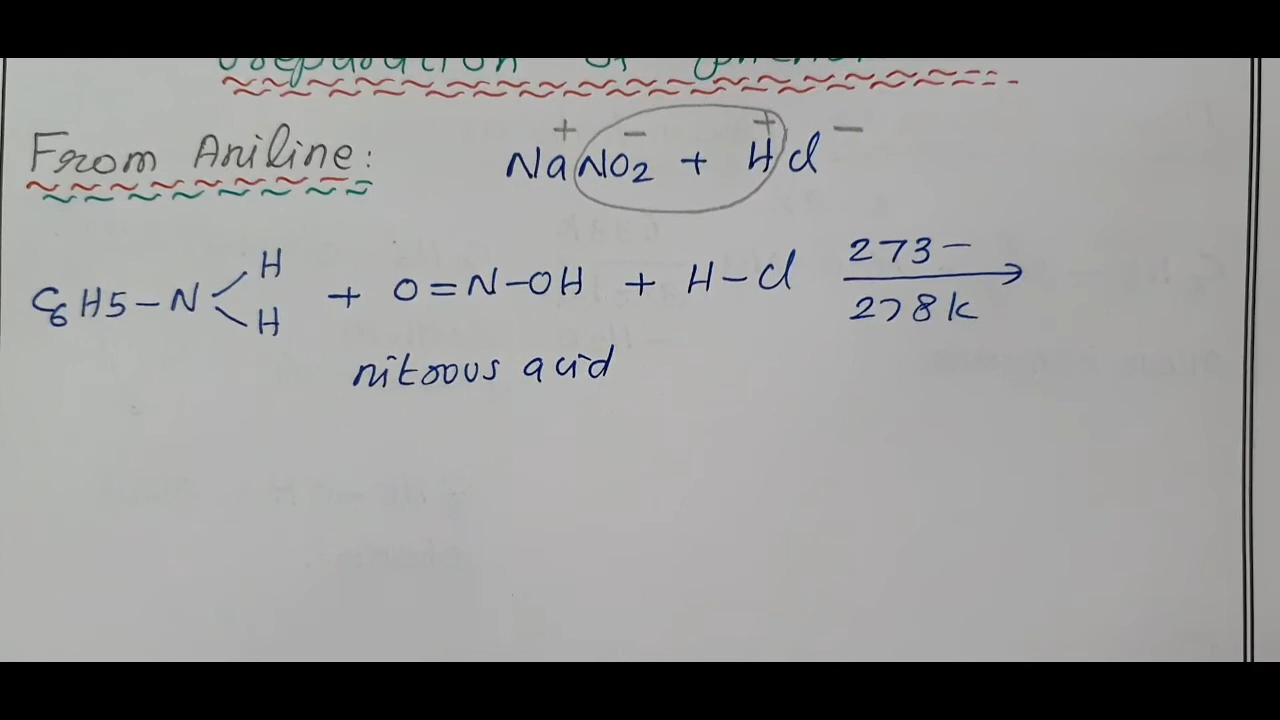 From Aniline:
Na⁺NO₂⁻ + H⁺Cl⁻
C₆H5-N
H
H
+ O=N-OH + H-Cl
273-
278k
nitrous acid